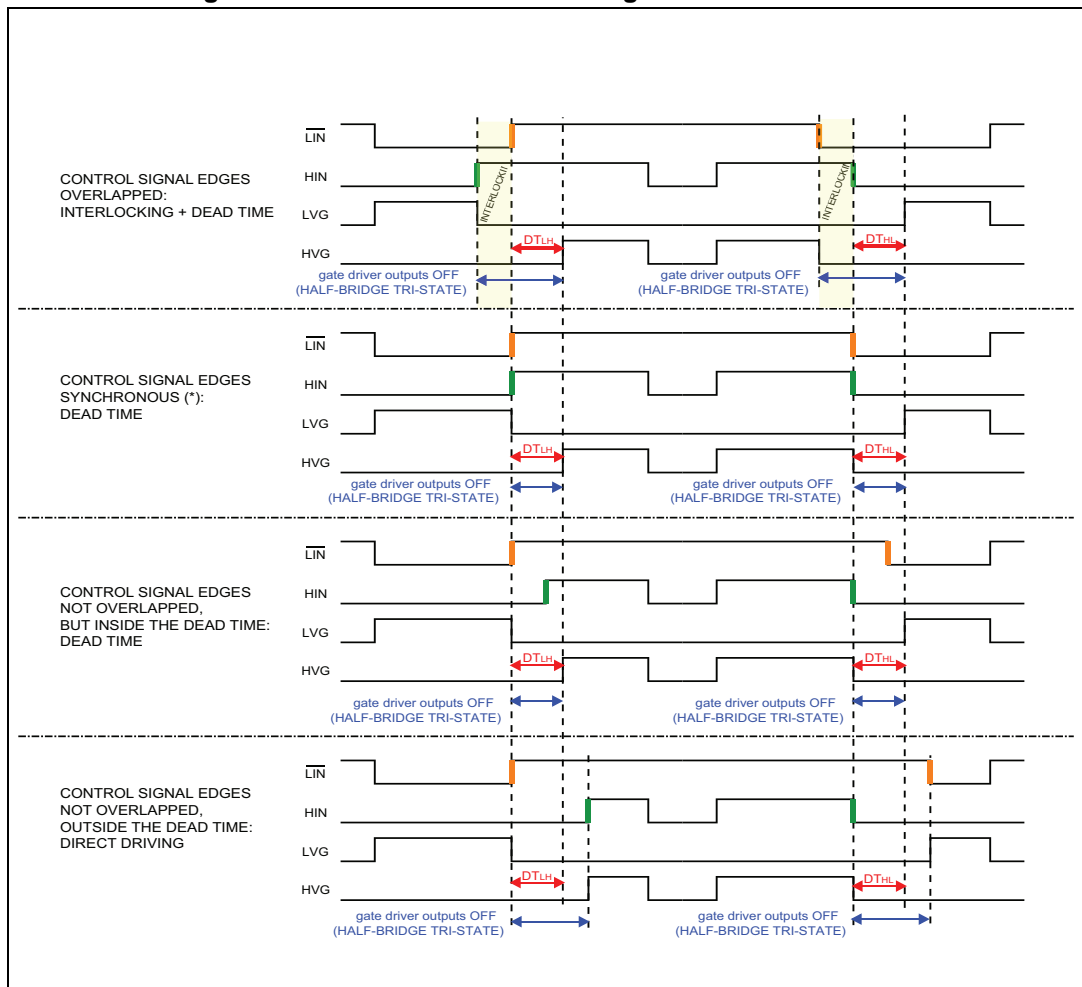 LIN
CONTROL SIGNAL EDGES
OVERLAPPED:
INTERLOCKING + DEAD TIME
HIN
INTERLOCKII
INTERLOCKIN
LVG
DTLH
DTHL
HVG
gate driver outputs OFF
(HALF-BRIDGE TRI-STATE)
gate driver outputs OFF
(HALF-BRIDGE TRI-STATE)
LIN
CONTROL SIGNAL EDGES
SYNCHRONOUS (*):
DEAD TIME
HIN
LVG
DTLH
DTHL
HVG
gate driver outputs OFF
(HALF-BRIDGE TRI-STATE)
gate driver outputs OFF
(HALF-BRIDGE TRI-STATE)
LIN
CONTROL SIGNAL EDGES
NOT OVERLAPPED,
BUT INSIDE THE DEAD TIME:
DEAD TIME
HIN
LVG
DTLH
DTHL
HVG
gate driver outputs OFF
(HALF-BRIDGE TRI-STATE)
gate driver outputs OFF
(HALF-BRIDGE TRI-STATE)
LIN
CONTROL SIGNAL EDGES
NOT OVERLAPPED,
OUTSIDE THE DEAD TIME:
DIRECT DRIVING
HIN
LVG
DTLH
DTHL
HVG
gate driver outputs OFF
(HALF-BRIDGE TRI-STATE)
gate driver outputs OFF
(HALF-BRIDGE TRI-STATE)